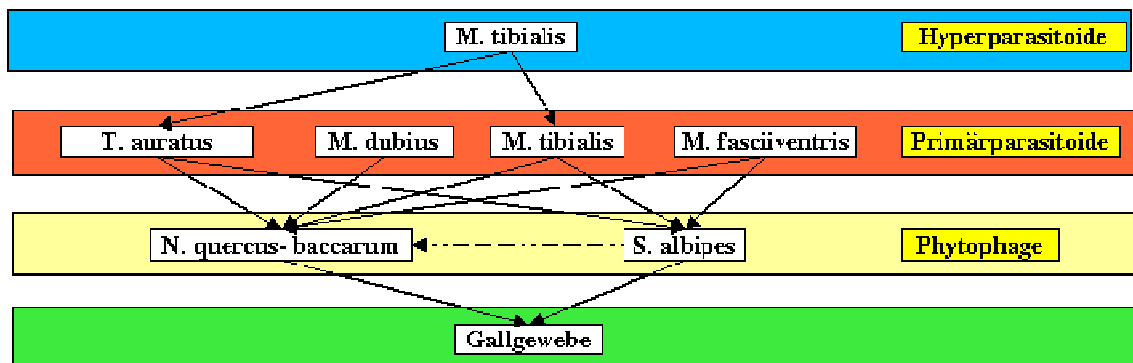 M. tibialis
Hyperparasitoide
T. auratus
M. dubius
M. tibialis
M. fasciiventris
Primärparasitoide
N. quercus-baccarum
S. albipes
Phytophage
Gallgewebe